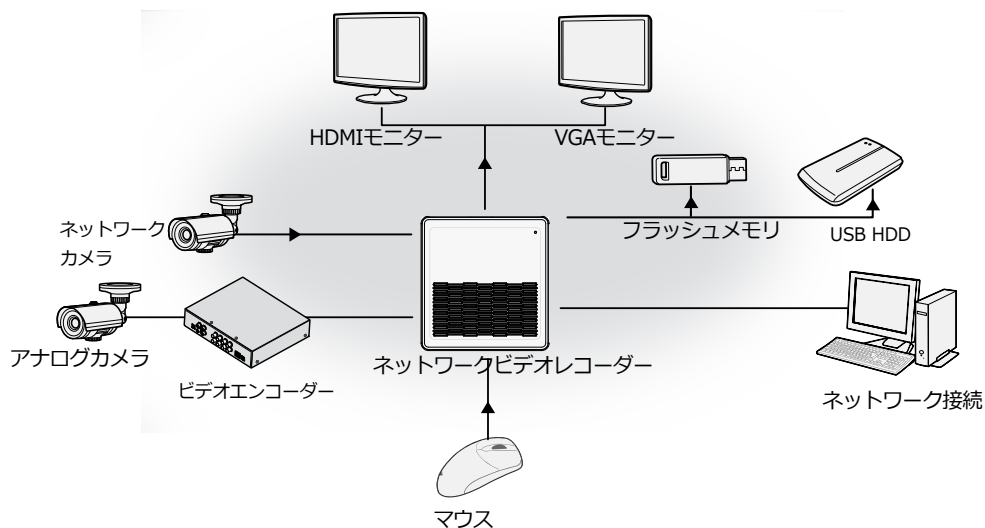 HDMIモニター
VGAモニター
フラッシュメモリ
USB HDD
ネットワーク
カメラ
アナログカメラ
ビデオエンコーダー
ネットワークビデオレコーダー
ネットワーク接続
マウス